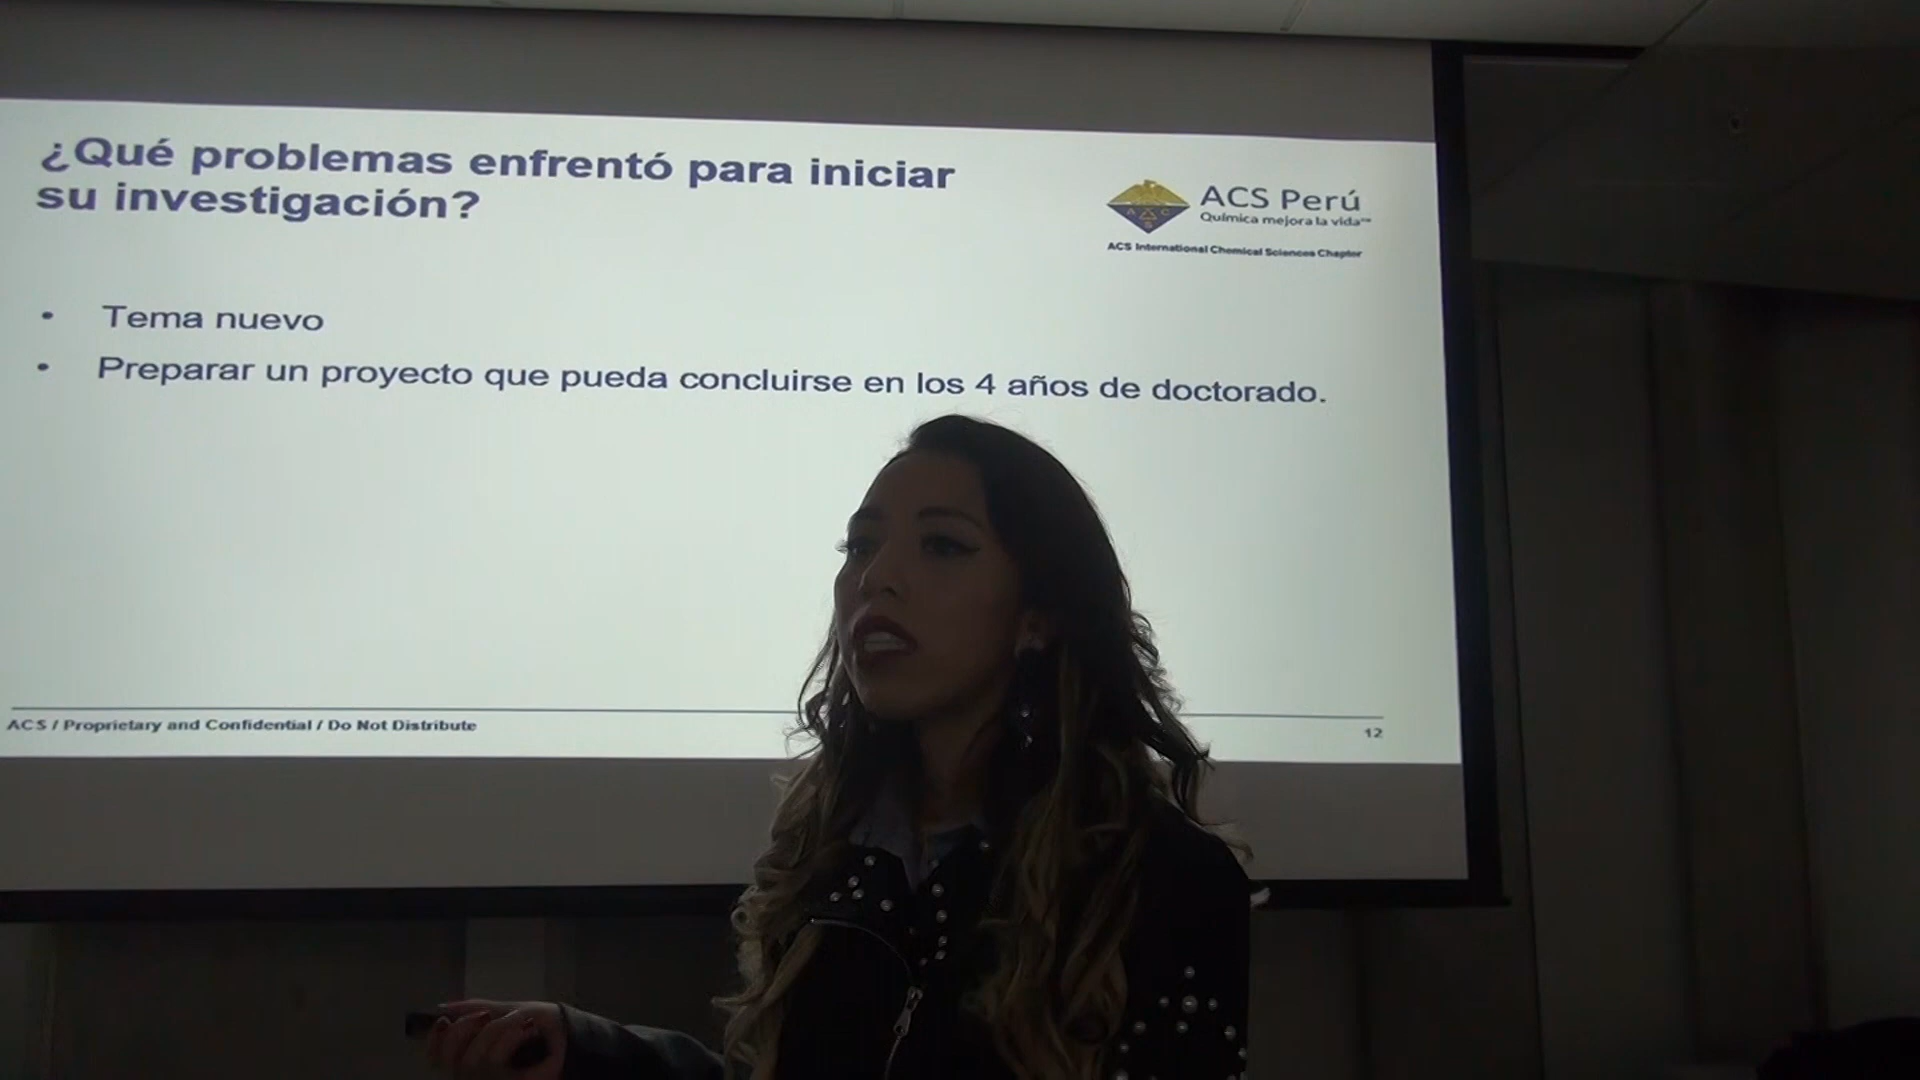 ¿Qué problemas enfrentó para iniciar
su investigación?
ACS Perú
Química mejora la vida™
ACS International Chemical Sciences Chapter
• Tema nuevo
• Preparar un proyecto que pueda concluirse en los 4 años de doctorado.
ACS / Proprietary and Confidential / Do Not Distribute
12